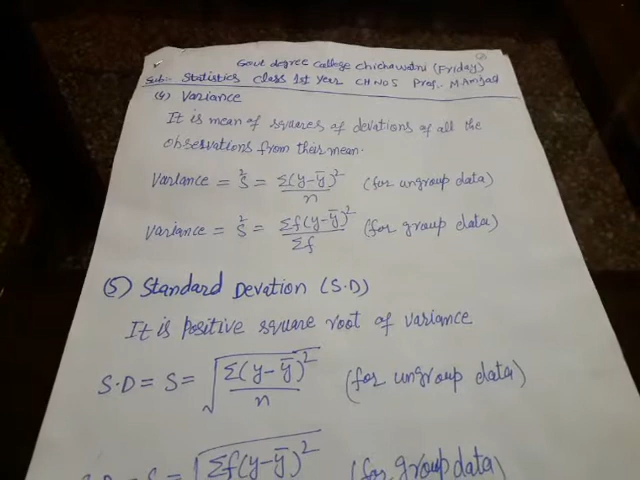 Govt degree college chichawatni (Friday)
Sub:- Statistics class 1st year CH NO 5 Prof:. M Amjad
(4) Variance
It is mean of squares of devations of all the
observations from their mean.
Variance = S² = Σ(y-ȳ)²/n (for ungroup data)
Variance = S² = Σf(y-ȳ)²/Σf (for group data)
(5) Standard Devation (S.D)
It is positive square root of variance
S.D = S = √(Σ(y-ȳ)²/n) (for ungroup data)
S.D = S = √Σf(y-ȳ)² (for group data)